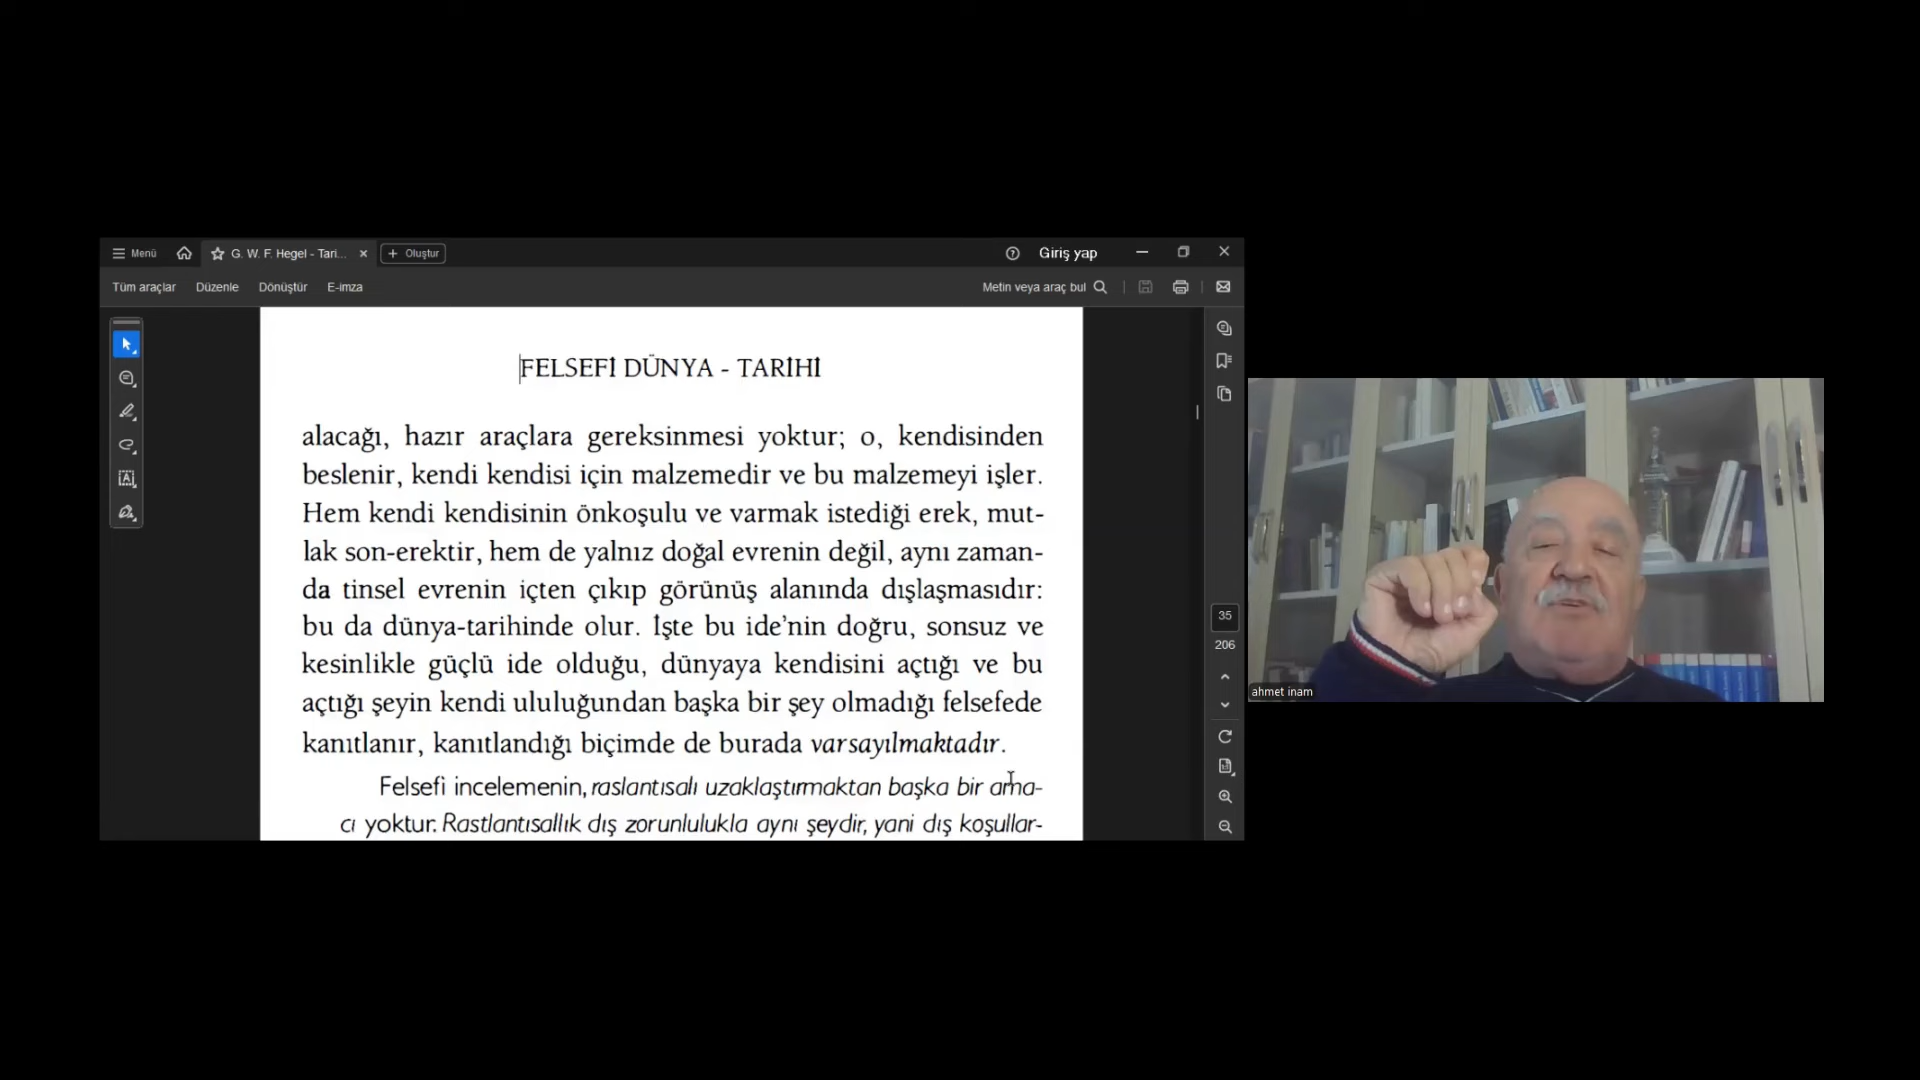 Menü
G. W. F. Hegel - Tari...
Oluştur
Giriş yap
Tüm araçlar
Düzenle
Dönüştür
E-imza
Metin veya araç bul
FELSEFİ DÜNYA - TARİHİ
alacağı, hazır araçlara gereksinmesi yoktur; o, kendisinden
beslenir, kendi kendisi için malzemedir ve bu malzemeyi işler.
Hem kendi kendisinin önkoşulu ve varmak istediği erek, mut-
lak son-erektir, hem de yalnız doğal evrenin değil, aynı zaman-
da tinsel evrenin içten çıkıp görünüş alanında dışlaşmasıdır:
bu da dünya-tarihinde olur. İşte bu ide'nin doğru, sonsuz ve
kesinlikle güçlü ide olduğu, dünyaya kendisini açtığı ve bu
açtığı şeyin kendi ululuğundan başka bir şey olmadığı felsefede
kanıtlanır, kanıtlandığı biçimde de burada varsayılmaktadır.
Felsefi incelemenin, raslantısalı uzaklaştırmaktan başka bir ama-
cı yoktur. Rastlantısallık dış zorunlulukla aynı şeydir, yani dış koşullar-
35
206
ahmet inam